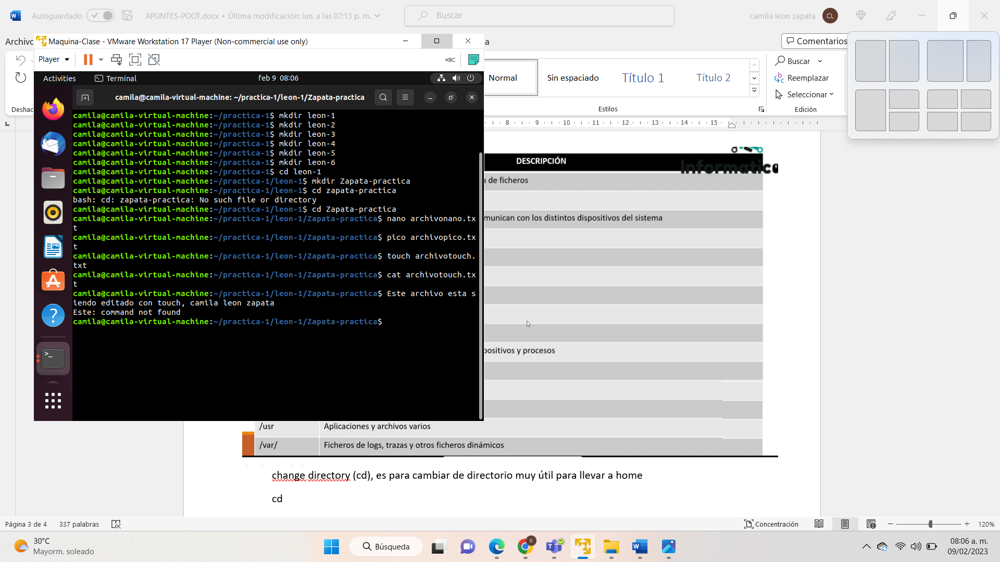 Autoguardado
APUNTES-POOT.docx • Última modificación: lun. a las 07:13 p. m.
Buscar
camila leon zapata
CL
Archivo
a
Comentarios
Maquina-Clase - VMware Workstation 17 Player (Non-commercial use only)
Player
Activities
Terminal
feb 9 08:06
camila@camila-virtual-machine: ~/practica-1/leon-1/Zapata-practica
camila@camila-virtual-machine:~/practica-1$ mkdir leon-1
camila@camila-virtual-machine:~/practica-1$ mkdir leon-2
camila@camila-virtual-machine:~/practica-1$ mkdir leon-3
camila@camila-virtual-machine:~/practica-1$ mkdir leon-4
camila@camila-virtual-machine:~/practica-1$ mkdir leon-5
camila@camila-virtual-machine:~/practica-1$ mkdir leon-6
camila@camila-virtual-machine:~/practica-1$ cd leon-1
camila@camila-virtual-machine:~/practica-1/leon-1$ mkdir Zapata-practica
camila@camila-virtual-machine:~/practica-1/leon-1$ cd zapata-practica
bash: cd: zapata-practica: No such file or directory
camila@camila-virtual-machine:~/practica-1/leon-1$ cd Zapata-practica
camila@camila-virtual-machine:~/practica-1/leon-1/Zapata-practica$ nano archivonano.tx
t
camila@camila-virtual-machine:~/practica-1/leon-1/Zapata-practica$ pico archivopico.tx
t
camila@camila-virtual-machine:~/practica-1/leon-1/Zapata-practica$ touch archivotouch.
txt
camila@camila-virtual-machine:~/practica-1/leon-1/Zapata-practica$ cat archivotouch.tx
t
camila@camila-virtual-machine:~/practica-1/leon-1/Zapata-practica$ Este archivo esta s
iendo editado con touch, camila leon zapata
Este: command not found
camila@camila-virtual-machine:~/practica-1/leon-1/Zapata-practica$
Deshac
Normal
Sin espaciado
Título 1
Título 2
Estilos
Buscar
Reemplazar
Seleccionar
Edición
8 9 10 11 12 13 14 15
DESCRIPCIÓN
Informatic
a de ficheros
munican con los distintos dispositivos del sistema
positivos y procesos
/usr
Aplicaciones y archivos varios
/var/
Ficheros de logs, trazas y otros ficheros dinámicos
change directory (cd), es para cambiar de directorio muy útil para llevar a home
cd
Página 3 de 4
337 palabras
Concentración
120%
30°C
Mayorm. soleado
Búsqueda
08:06 a. m.
09/02/2023